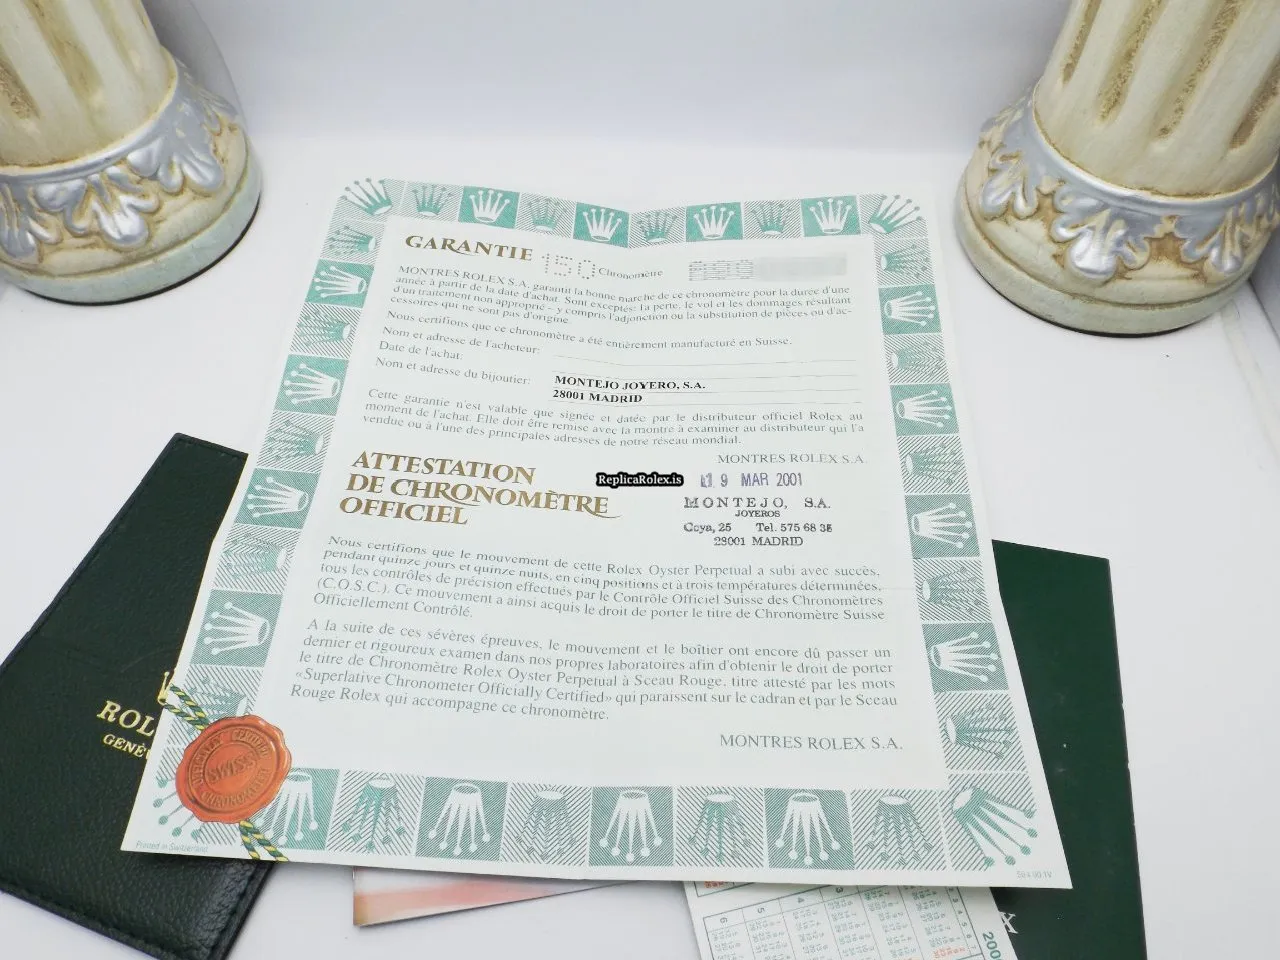 GARANTIE 150 Chronomètre
MONTRES ROLEX S.A. garantit la bonne marche de ce chronomètre pour la durée d'une
année à partir de la date d'achat. Sont exceptés: la perte, le vol et les dommages résultant
d'un traitement non approprié – y compris l'adjonction ou la substitution de pièces ou d'ac-
cessoires que ne sont pas d'origine.
Nous certifions que ce chronomètre a été entièrement manufacturé en Suisse.
Nom et adresse de l'acheteur:
Date de l'achat:
Nom et adresse du bijoutier: MONTEJO JOYERO, S.A.
28001 MADRID
Cette garantie n'est valable que signée et datée par le distributeur officiel Rolex au
moment de l'achat. Elle doit être remise avec la montre à examiner au distributeur qui l'a
vendue ou à l'une des principales adresses de notre réseau mondial.
MONTRES ROLEX S.A.
ATTESTATION
DE CHRONOMÈTRE
OFFICIEL
ReplicaRolex.is
19 MAR 2001
MONTEJO, S.A.
JOYEROS
Goya, 25 Tel. 575 68 36
28001 MADRID
Nous certifions que le mouvement de cette Rolex Oyster Perpetual a subi avec succès,
pendant quinze jours et quinze nuits, en cinq positions et à trois températures déterminées,
tous les contrôles de précision effectués par le Contrôle Officiel Suisse des Chronomètres
(C.O.S.C.). Ce mouvement a ainsi acquis le droit de porter le titre de Chronomètre Suisse
Officiellement Contrôlé.
A la suite de ces sévères épreuves, le mouvement et le boîtier ont encore dû passer un
dernier et rigoureux examen dans nos propres laboratoires afin d'obtenir le droit de porter
le titre de Chronomètre Rolex Oyster Perpetual à Sceau Rouge, titre attesté par les mots
«Superlative Chronometer Officially Certified» qui paraissent sur le cadran et par le Sceau
Rouge Rolex qui accompagne ce chronomètre.
MONTRES ROLEX S.A.
ROL
GENÈ
OFFICIALLY CERTIFIED
SWISS
CHRONOMETER
Printed in Switzerland